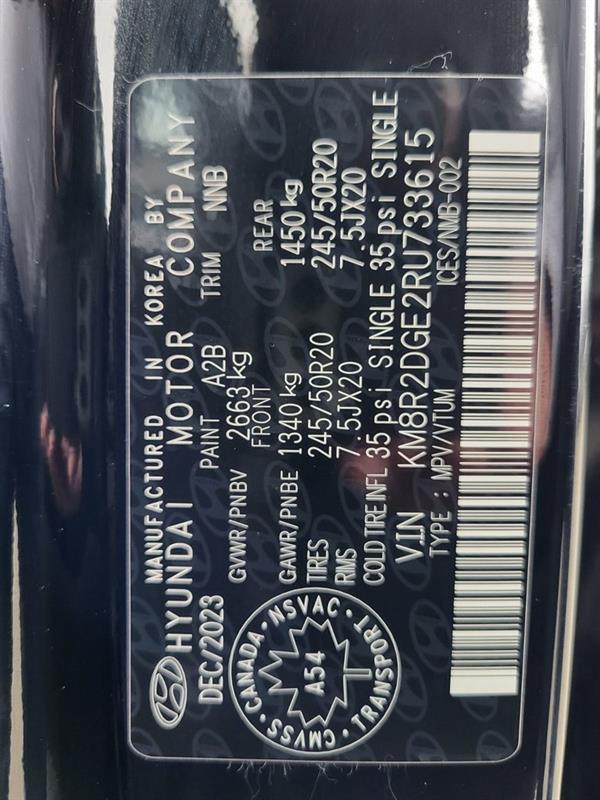 MANUFACTURED IN KOREA BY
HYUNDAI MOTOR COMPANY
DEC/2023 PAINT A2B TRIM NNB
GVWR/PNBV 2663 kg
FRONT REAR
GAWR/PNBE 1340 kg 1450 kg
TIRES 245/50R20 245/50R20
RIMS 7.5JX20 7.5JX20
COLD TIRE INFL 35 psi SINGLE 35 psi SINGLE
V.I.N KM8R2DGE2RU733615
TYPE : MPV/VTUM ICES/NMB-002
CMVSS · CANADA · NSVAC · TRANSPORT ·
A54